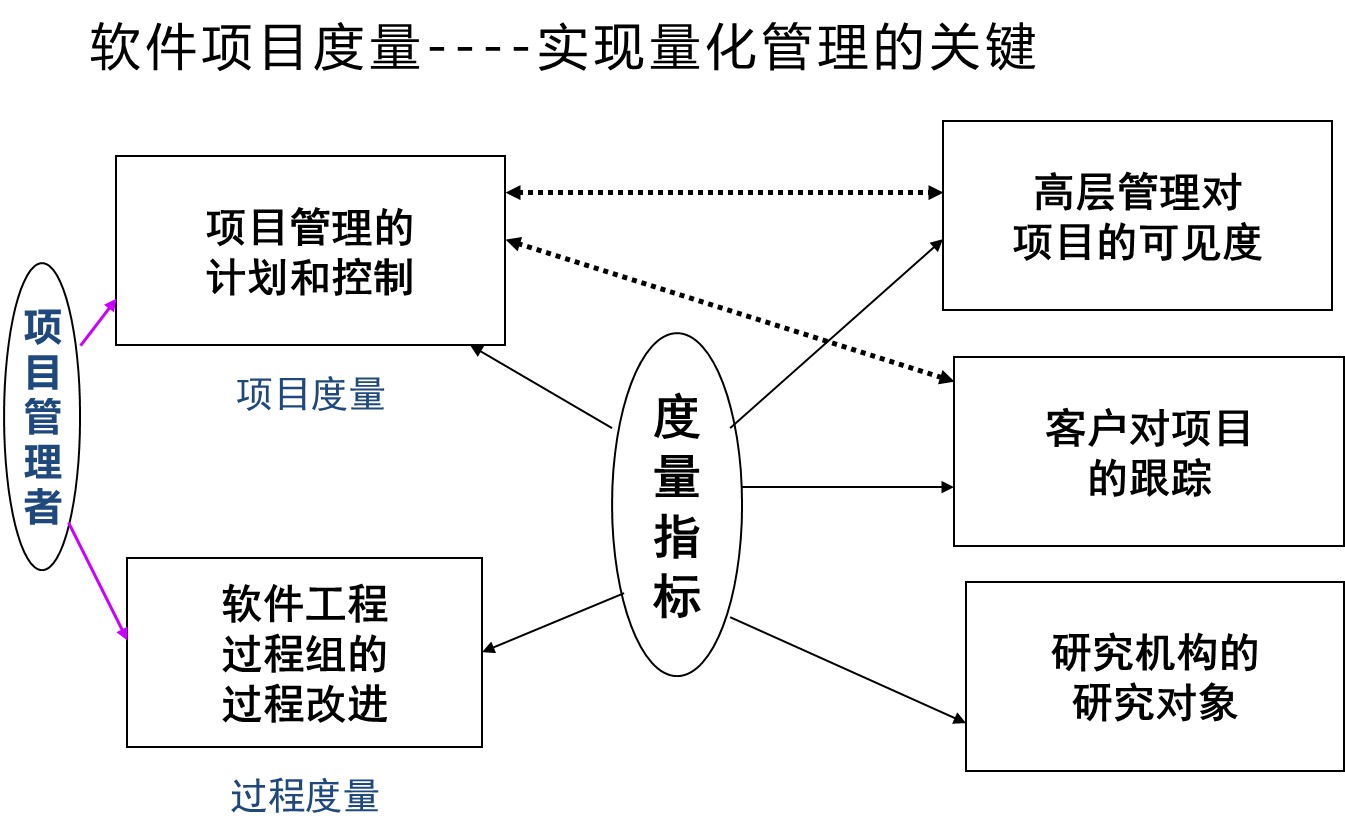 软件项目度量----实现量化管理的关键
项目管理的
计划和控制
高层管理对
项目的可见度
项
目
管
理
者
项目度量
度
量
指
标
客户对项目
的跟踪
软件工程
过程组的
过程改进
研究机构的
研究对象
过程度量